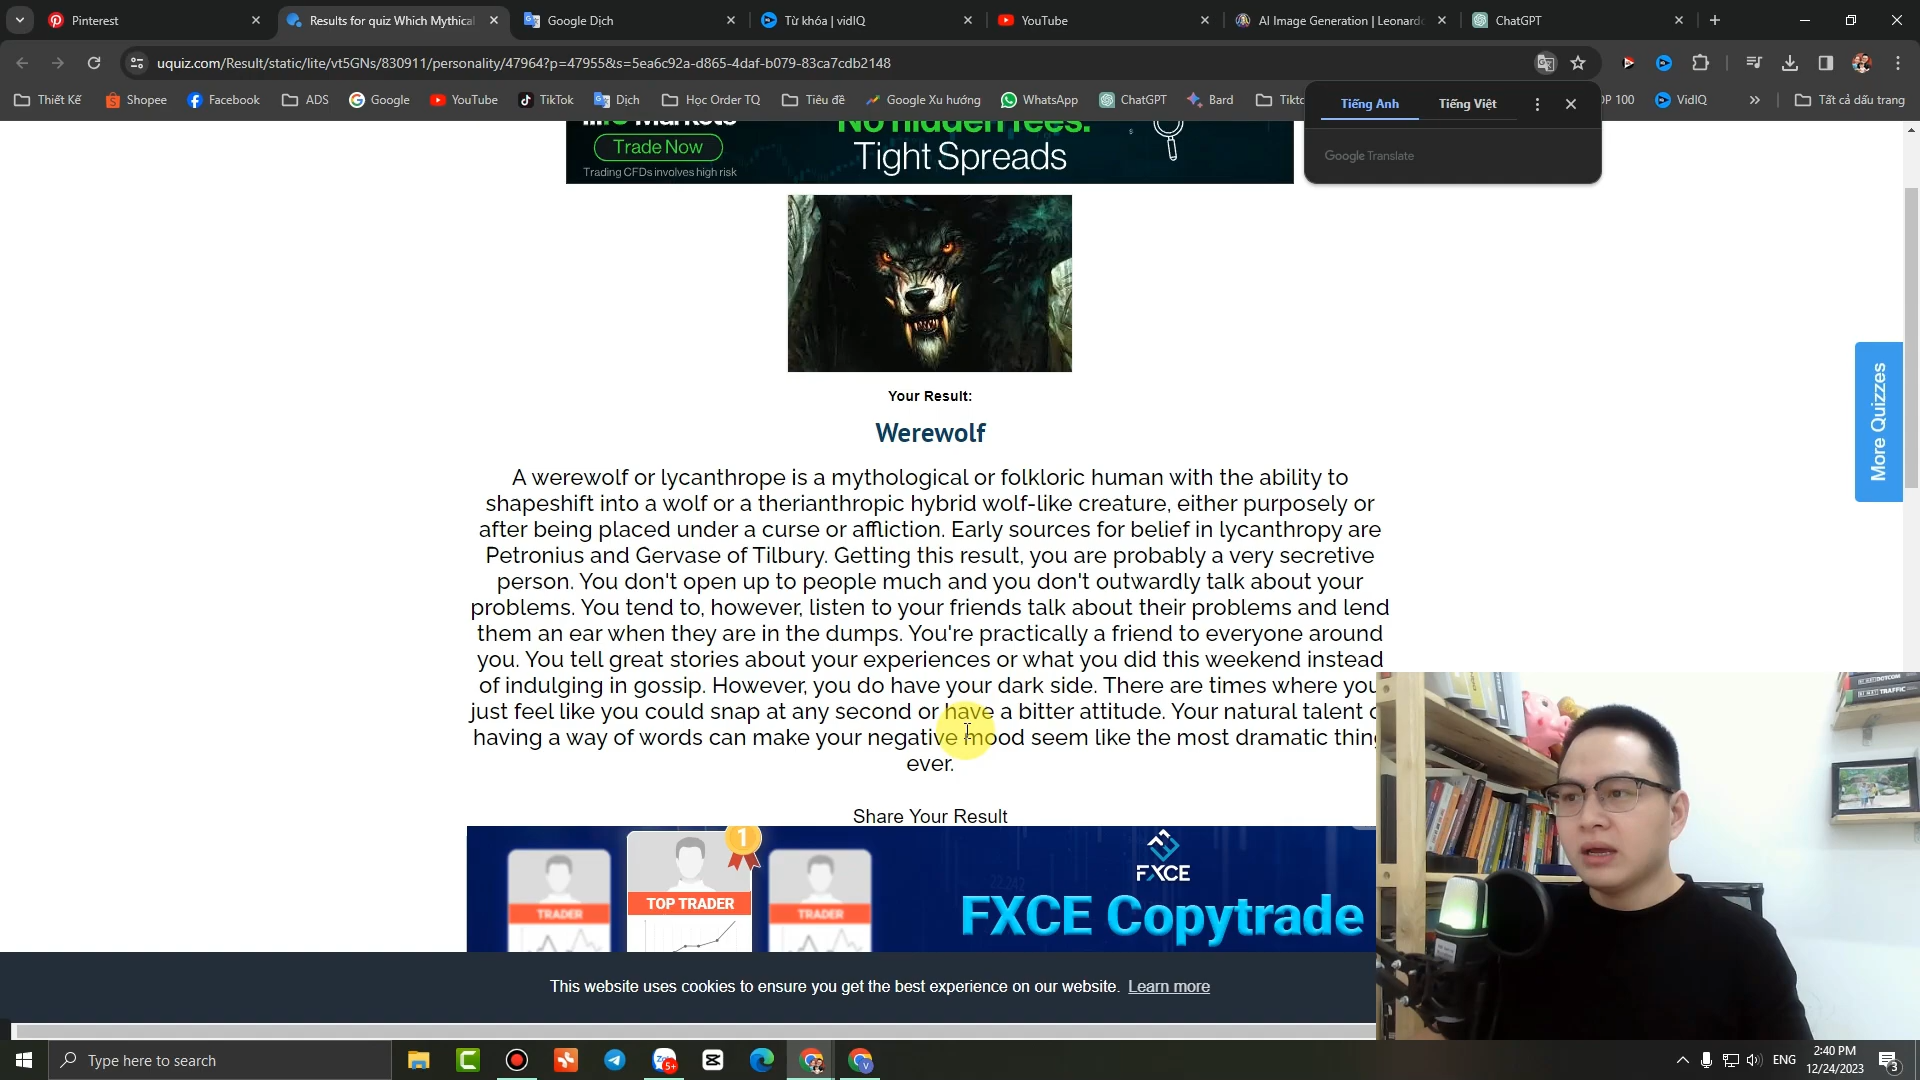 Pinterest
Results for quiz Which Mythical
Google Dịch
Từ khóa | vidIQ
YouTube
AI Image Generation | Leonardo
ChatGPT
uquiz.com/Result/static/lite/vt5GNs/830911/personality/47964?p=47955&s=5ea6c92a-d865-4daf-b079-83ca7cdb2148
Thiết Kế
Shopee
Facebook
ADS
Google
YouTube
TikTok
Dịch
Học Order TQ
Tiêu đề
Google Xu hướng
WhatsApp
ChatGPT
Bard
Tiktc
OP 100
VidIQ
Tất cả dấu trang
Tiếng Anh
Tiếng Việt
Google Translate
Markets
Trade Now
Trading CFDs involves high risk
No hidden fees.
Tight Spreads
Your Result:
Werewolf
A werewolf or lycanthrope is a mythological or folkloric human with the ability to
shapeshift into a wolf or a therianthropic hybrid wolf-like creature, either purposely or
after being placed under a curse or affliction. Early sources for belief in lycanthropy are
Petronius and Gervase of Tilbury. Getting this result, you are probably a very secretive
person. You don't open up to people much and you don't outwardly talk about your
problems. You tend to, however, listen to your friends talk about their problems and lend
them an ear when they are in the dumps. You're practically a friend to everyone around
you. You tell great stories about your experiences or what you did this weekend instead
of indulging in gossip. However, you do have your dark side. There are times where you
just feel like you could snap at any second or have a bitter attitude. Your natural talent
having a way of words can make your negative mood seem like the most dramatic thing
ever.
Share Your Result
More Quizzes
TRADER
1
TOP TRADER
TRADER
FXCE
FXCE Copytrade
This website uses cookies to ensure you get the best experience on our website. Learn more
Type here to search
5+
ENG
2:40 PM
12/24/2023
3